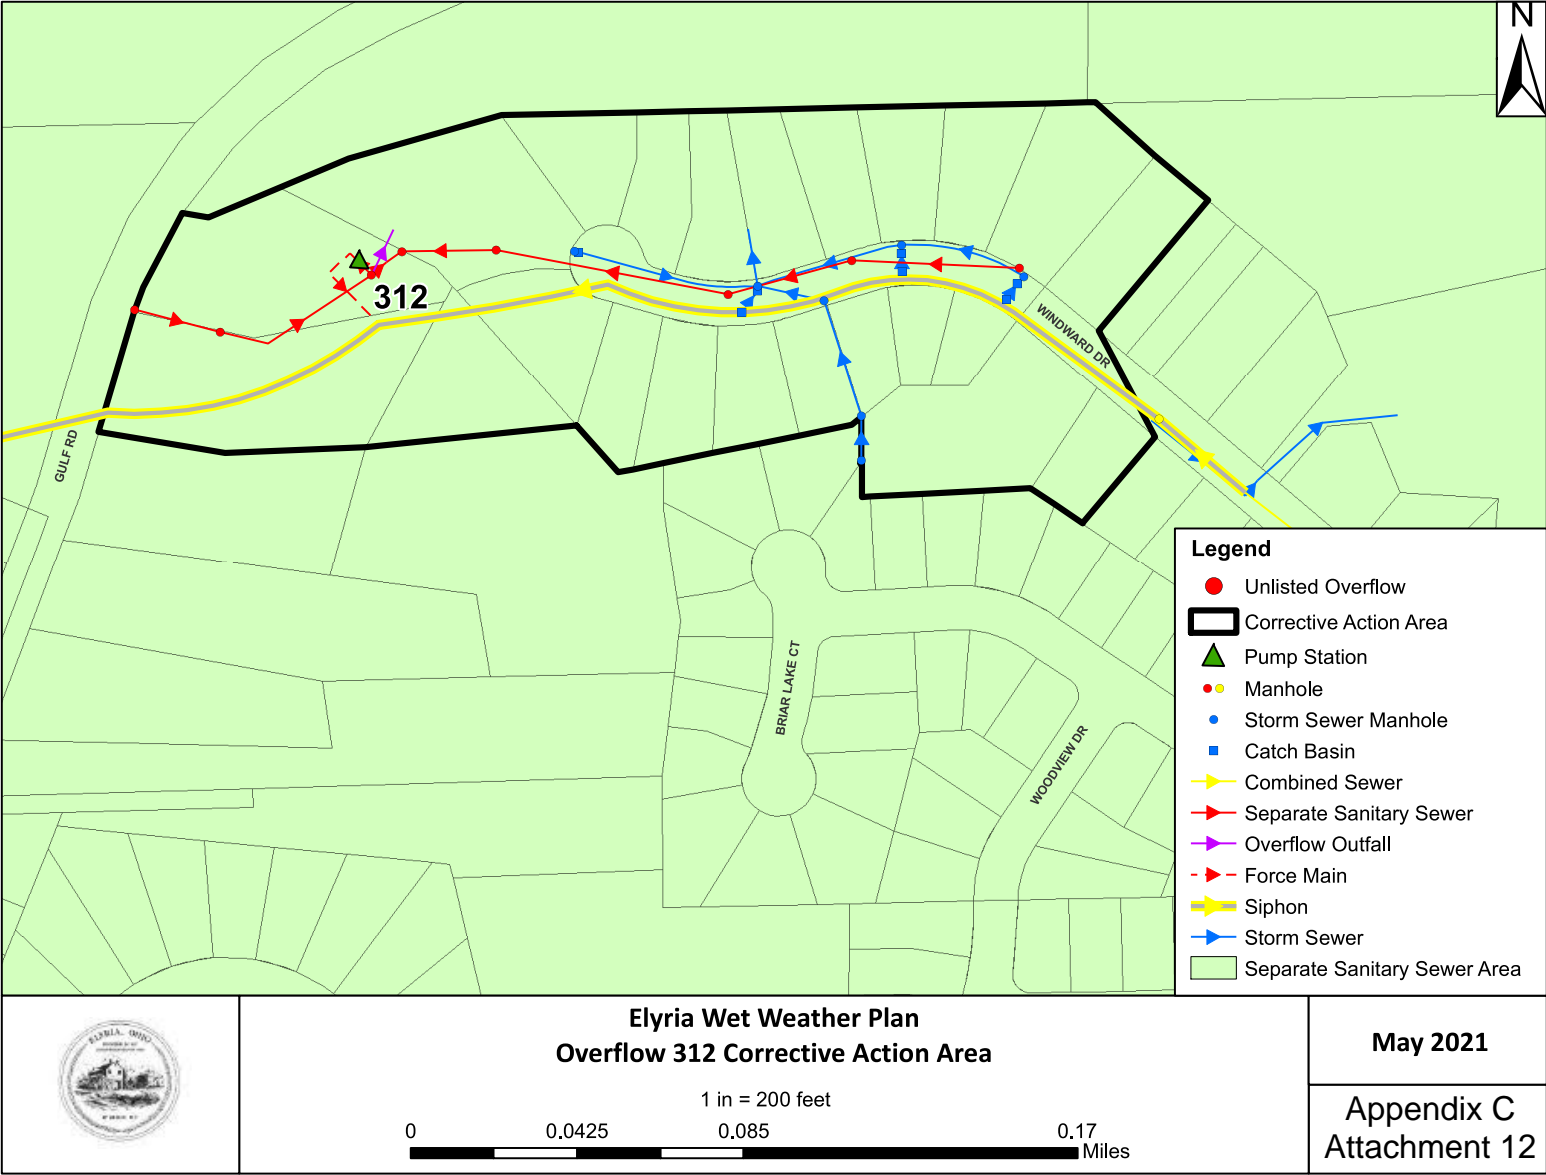 N
312
WINDWARD DR
GULF RD
BRIAR LAKE CT
WOODVIEW DR
Legend
Unlisted Overflow
Corrective Action Area
Pump Station
Manhole
Storm Sewer Manhole
Catch Basin
Combined Sewer
Separate Sanitary Sewer
Overflow Outfall
Force Main
Siphon
Storm Sewer
Separate Sanitary Sewer Area
ELYRIA, OHIO
Elyria Wet Weather Plan
Overflow 312 Corrective Action Area
1 in = 200 feet
0 0.0425 0.085 0.17
Miles
May 2021
Appendix C
Attachment 12